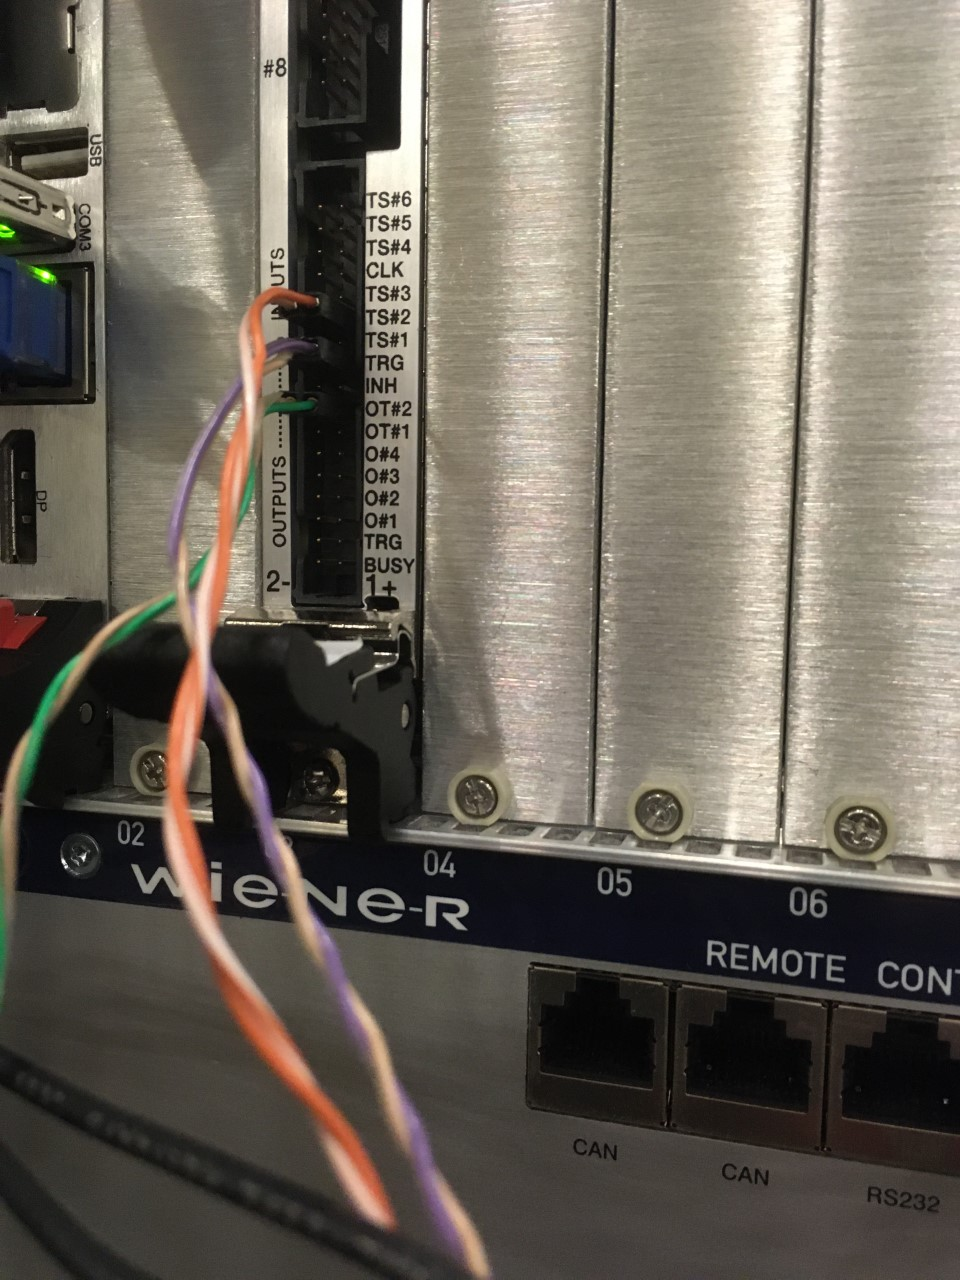 #8
USB
COM3
TS#6
TS#5
TS#4
CLK
TS#3
TS#2
TS#1
TRG
INH
OT#2
OT#1
O#4
O#3
O#2
O#1
TRG
BUSY
OUTPUTS
2-
1+
DP
02
04
05
06
WIENER
REMOTE
CAN
CAN
RS232